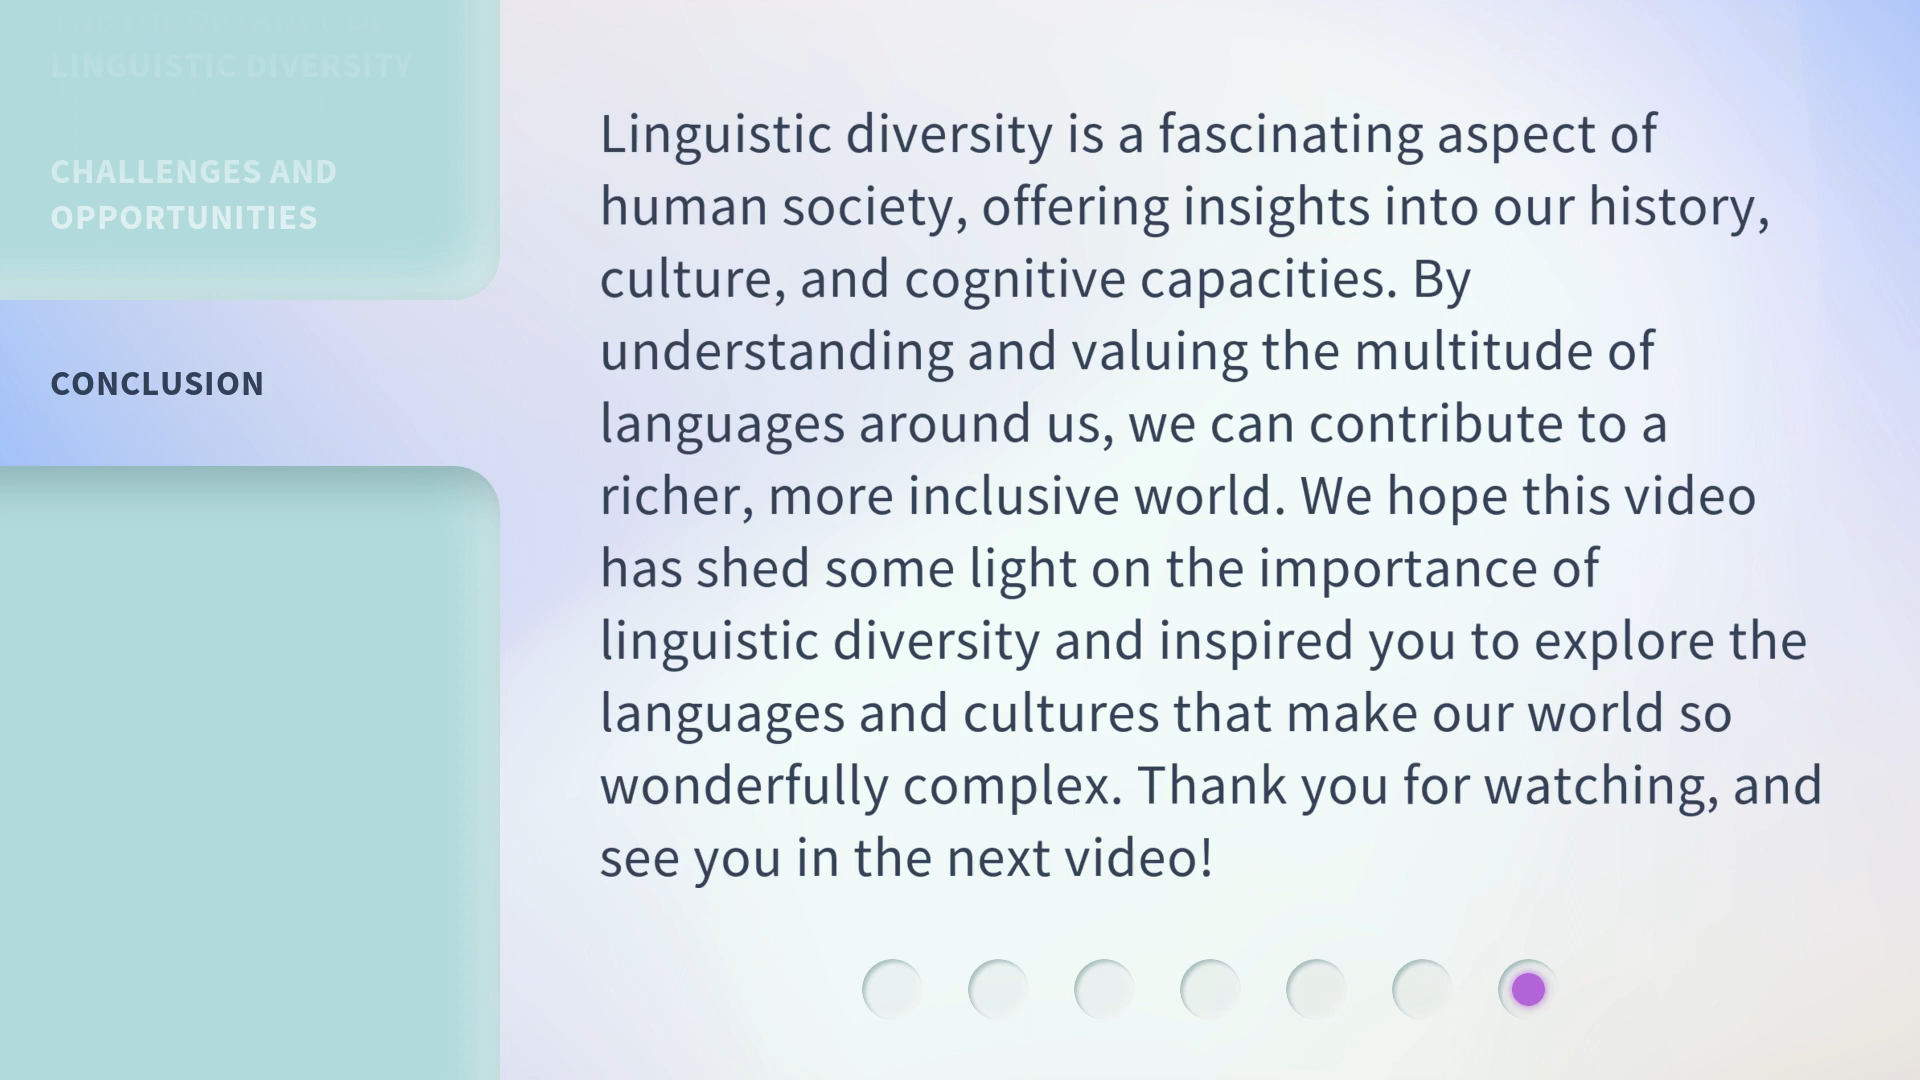 LINGUISTIC DIVERSITY
CHALLENGES AND
OPPORTUNITIES
CONCLUSION
Linguistic diversity is a fascinating aspect of
human society, offering insights into our history,
culture, and cognitive capacities. By
understanding and valuing the multitude of
languages around us, we can contribute to a
richer, more inclusive world. We hope this video
has shed some light on the importance of
linguistic diversity and inspired you to explore the
languages and cultures that make our world so
wonderfully complex. Thank you for watching, and
see you in the next video!